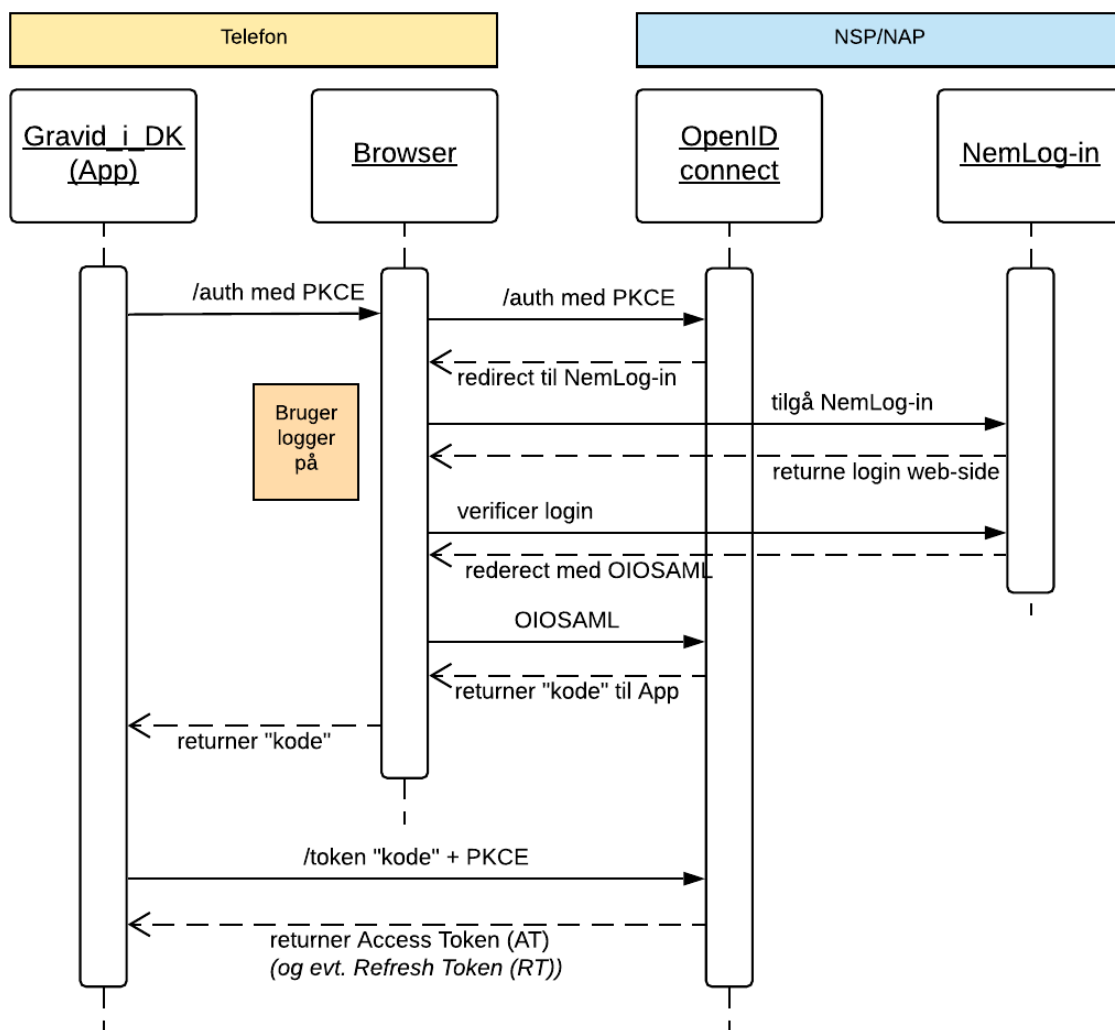 Telefon
NSP/NAP
Gravid_i_DK
(App)
Browser
OpenID
connect
NemLog-in
/auth med PKCE
/auth med PKCE
redirect til NemLog-in
Bruger
logger
på
tilgå NemLog-in
returne login web-side
verificer login
rederect med OIOSAML
OIOSAML
returner "kode" til App
returner "kode"
/token "kode" + PKCE
returner Access Token (AT)
(og evt. Refresh Token (RT))